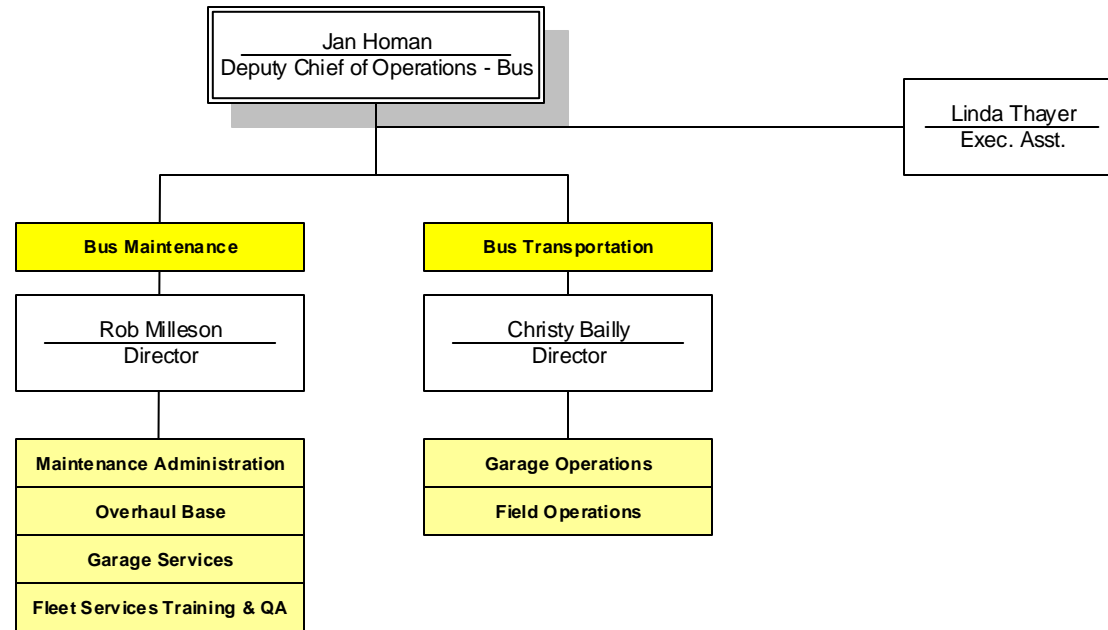 Jan Homan
Deputy Chief of Operations - Bus
Linda Thayer
Exec. Asst.
Bus Maintenance
Bus Transportation
Rob Milleson
Director
Christy Bailly
Director
Maintenance Administration
Overhaul Base
Garage Services
Fleet Services Training & QA
Garage Operations
Field Operations